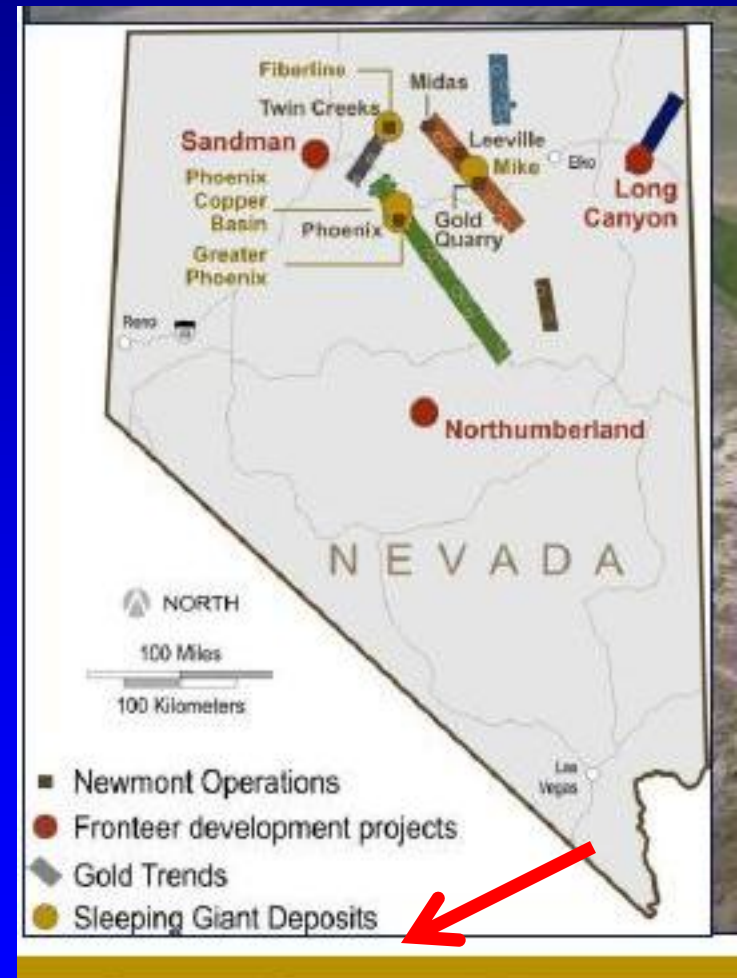 Fiberline
Midas
Twin Creeks
Leeville
Sandman
Mike
Elko
Phoenix
Copper
Basin
Long
Canyon
Phoenix
Gold
Quarry
Greater
Phoenix
Reno
Northumberland
NEVADA
NORTH
100 Miles
100 Kilometers
Las
Vegas
Newmont Operations
Fronteer development projects
Gold Trends
Sleeping Giant Deposits